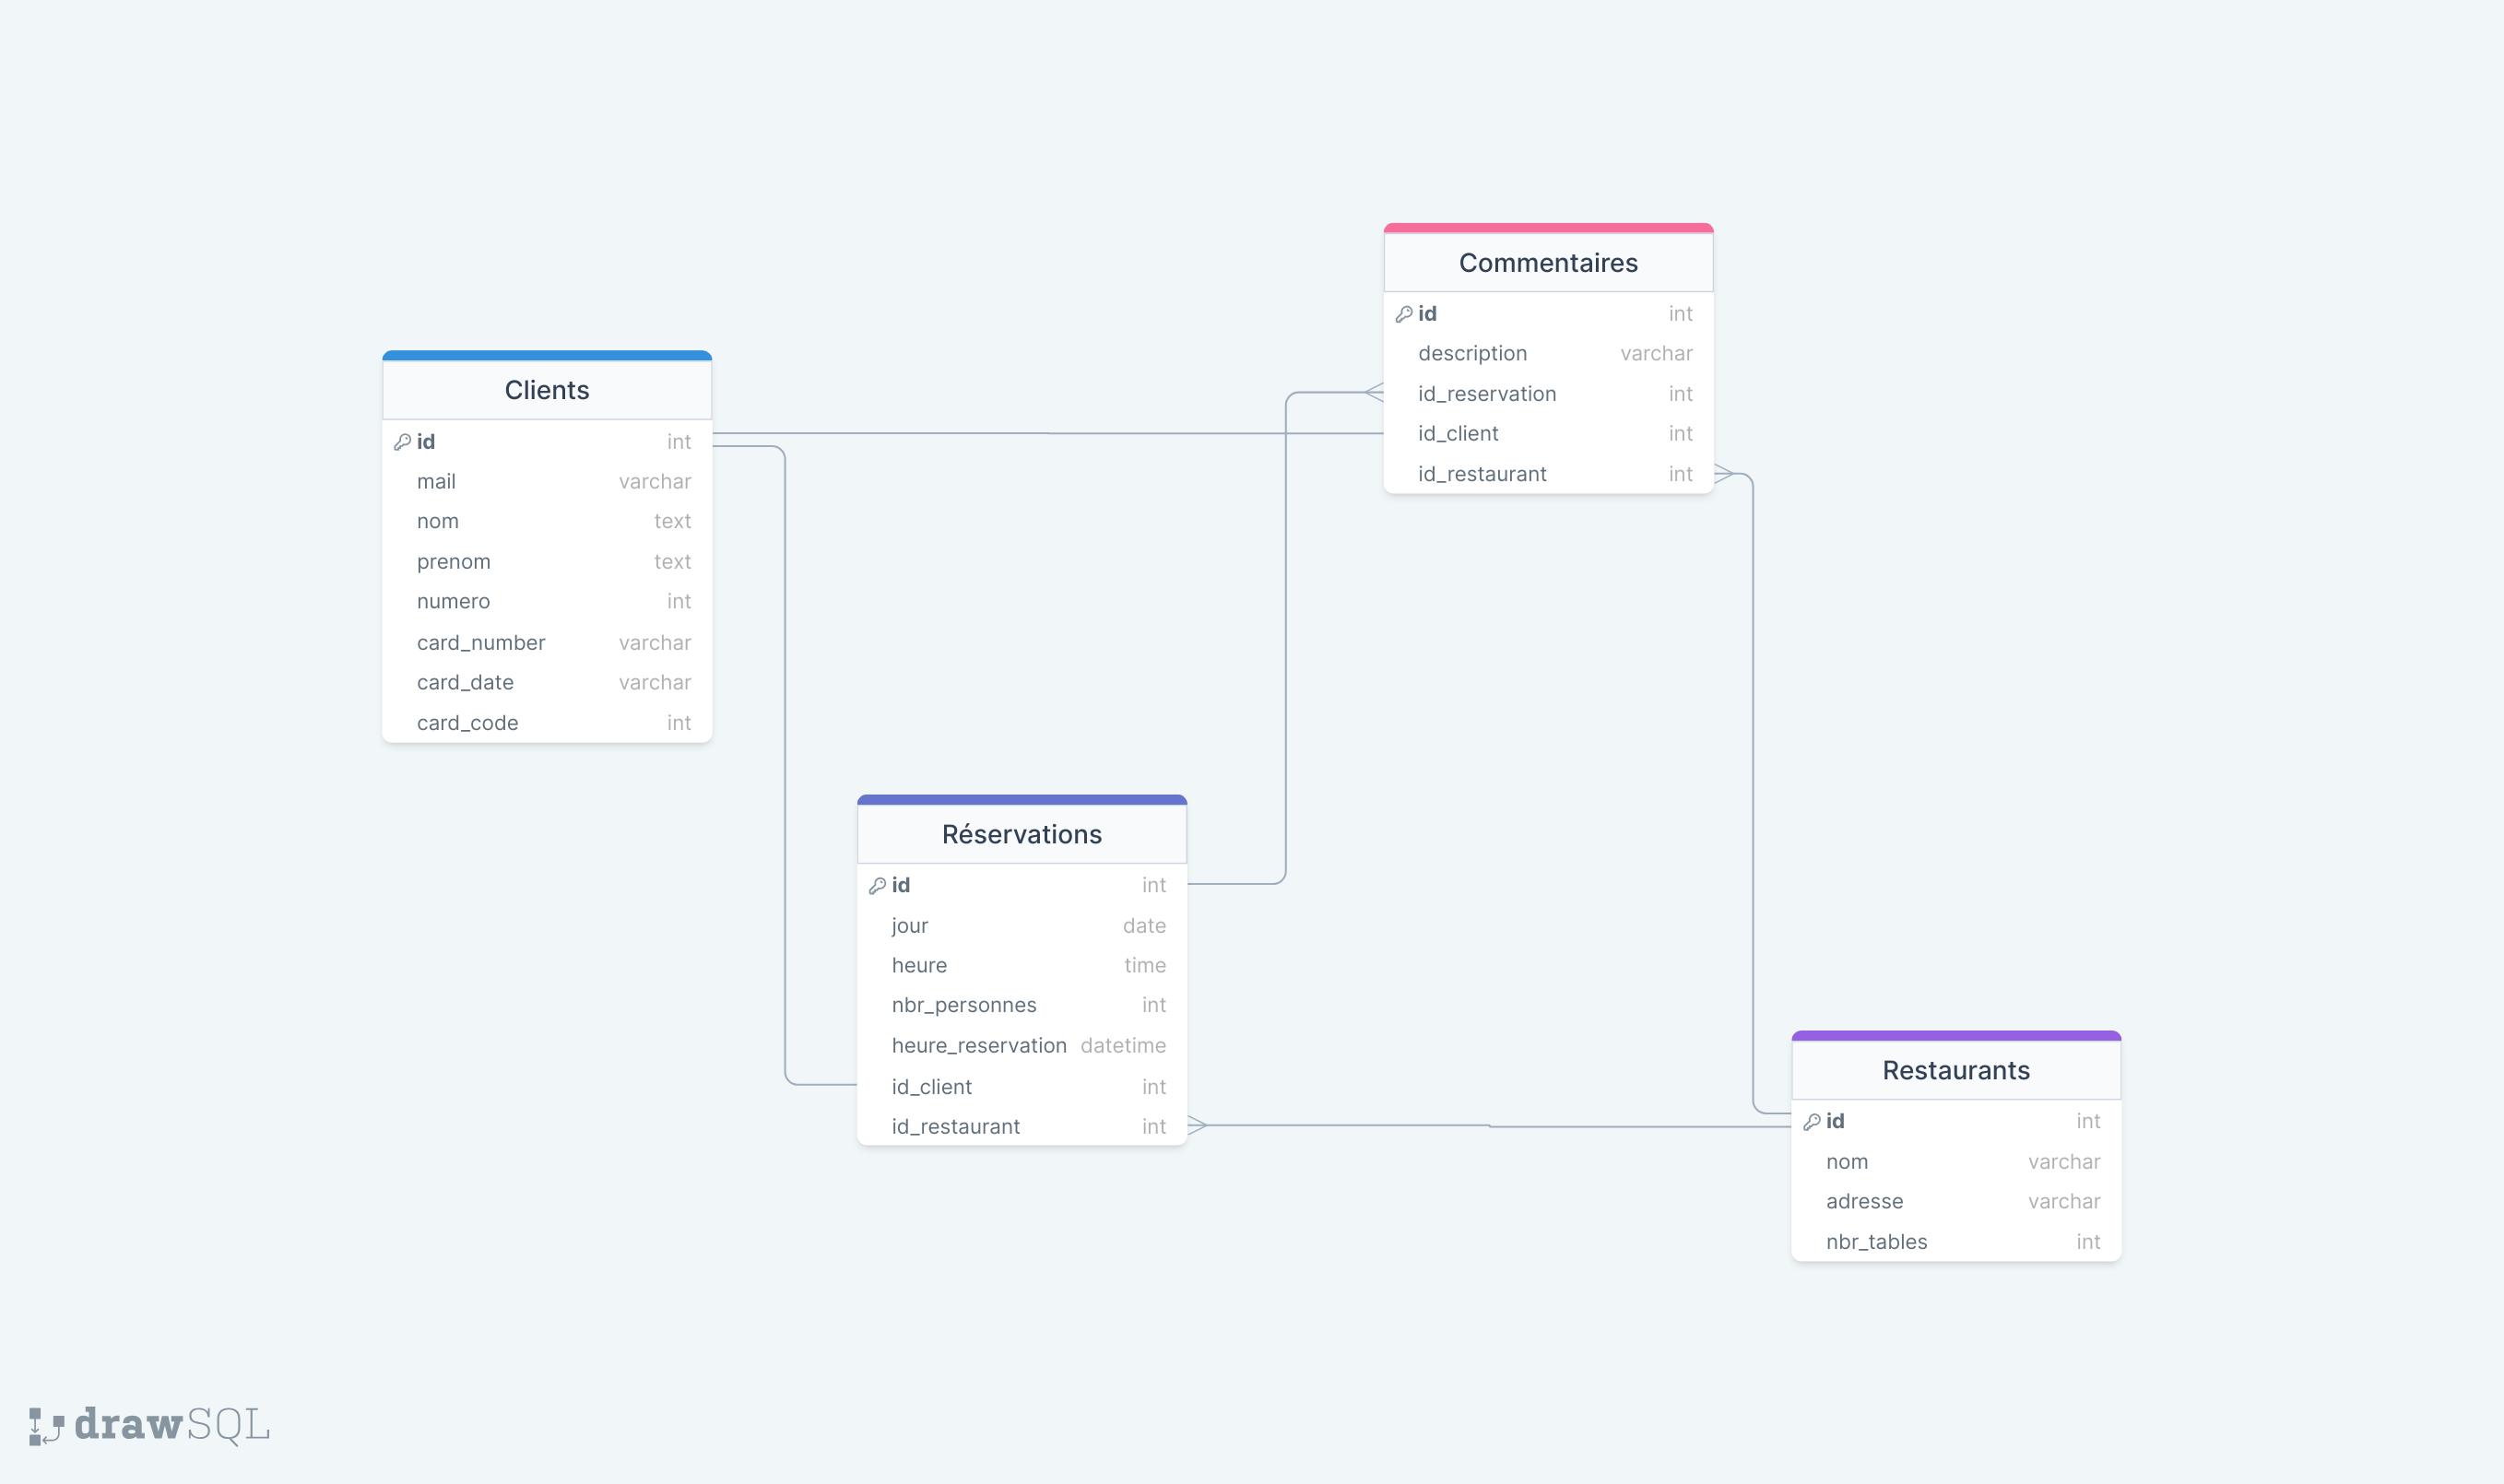 Clients
id int
mail varchar
nom text
prenom text
numero int
card_number varchar
card_date varchar
card_code int
Commentaires
id int
description varchar
id_reservation int
id_client int
id_restaurant int
Réservations
id int
jour date
heure time
nbr_personnes int
heure_reservation datetime
id_client int
id_restaurant int
Restaurants
id int
nom varchar
adresse varchar
nbr_tables int
drawSQL